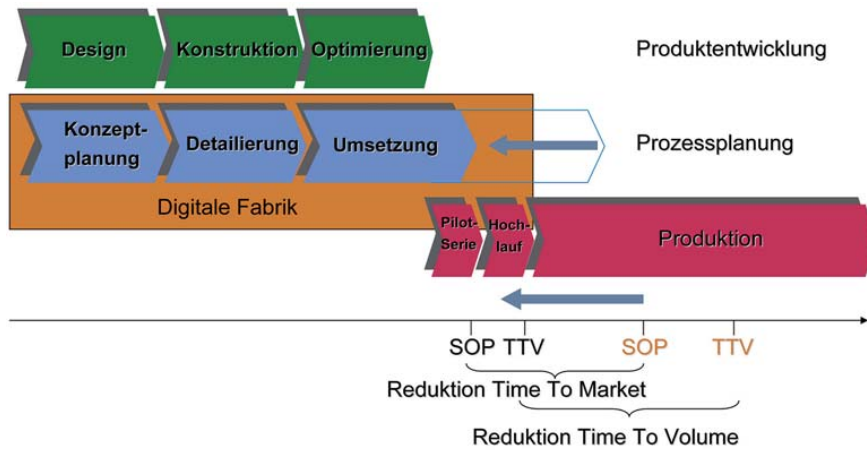 Design Konstruktion Optimierung Produktentwicklung
Konzept-
planung
Detailierung Umsetzung Prozessplanung
Digitale Fabrik
Pilot-
Serie
Hoch-
lauf
Produktion
SOP TTV SOP TTV
Reduktion Time To Market
Reduktion Time To Volume